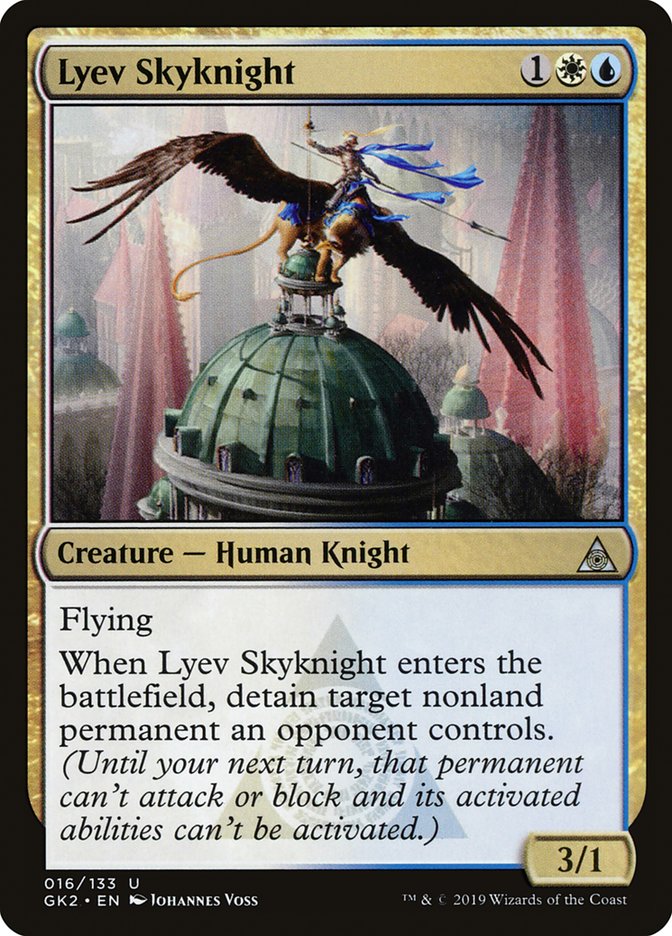 Lyev Skyknight 1
Creature — Human Knight
Flying
When Lyev Skyknight enters the
battlefield, detain target nonland
permanent an opponent controls.
(Until your next turn, that permanent
can't attack or block and its activated
abilities can't be activated.)
3/1
016/133 U
GK2 • EN Johannes Voss
™ & © 2019 Wizards of the Coast